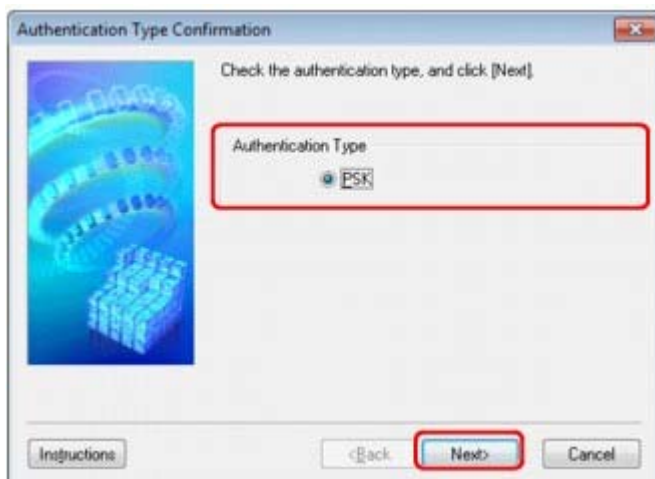 Authentication Type Confirmation
Check the authentication type, and click [Next].
Authentication Type
PSK
Instructions
<Back
Next>
Cancel